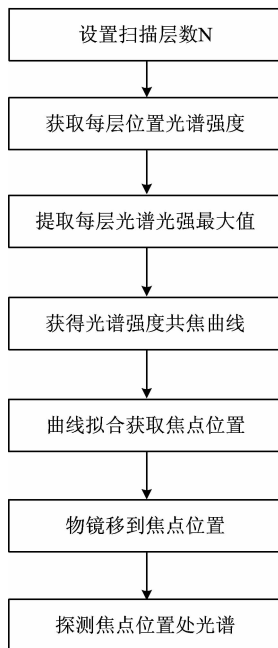 设置扫描层数N
获取每层位置光谱强度
提取每层光谱光强最大值
获得光谱强度共焦曲线
曲线拟合获取焦点位置
物镜移到焦点位置
探测焦点位置处光谱